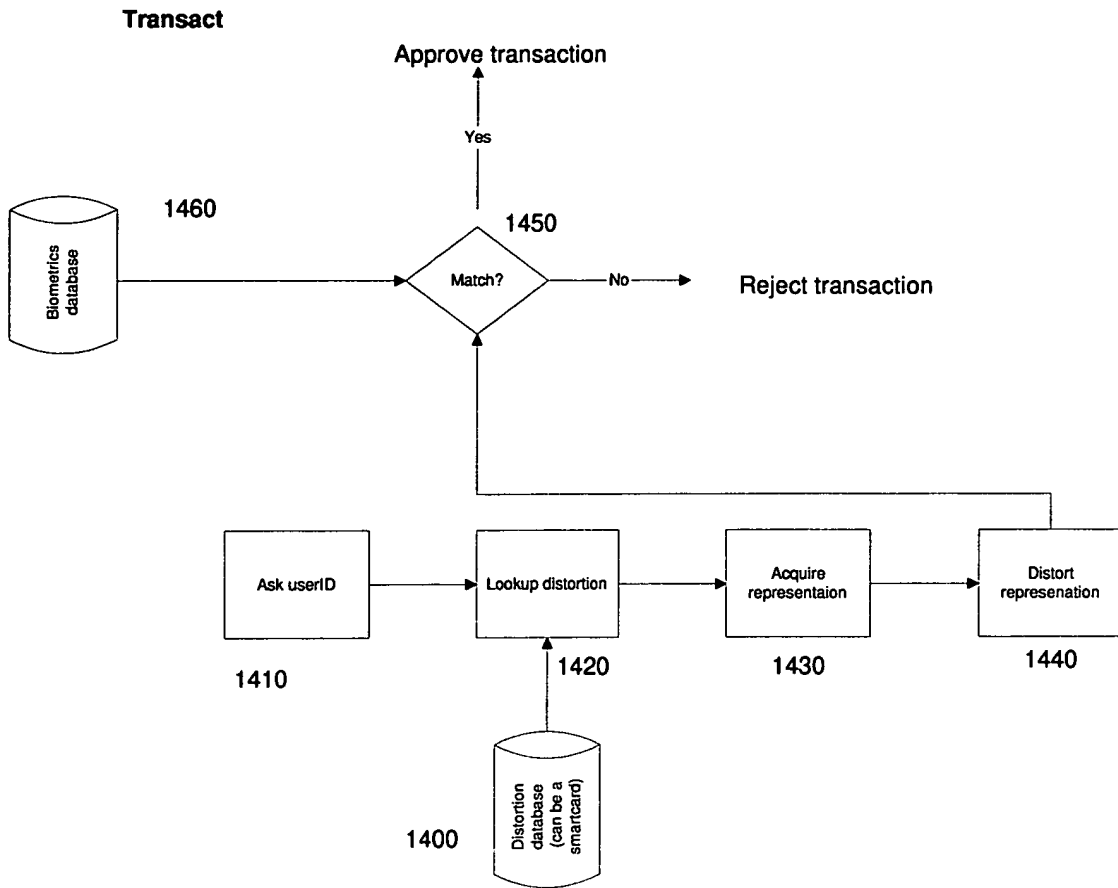 Transact
Approve transaction
Yes
1460
1450
Biometrics
database
Match?
No
Reject transaction
Ask userID
Lookup distortion
Acquire
representaion
Distort
represenation
1410
1420
1430
1440
Distortion
database
(can be a
smartcard)
1400